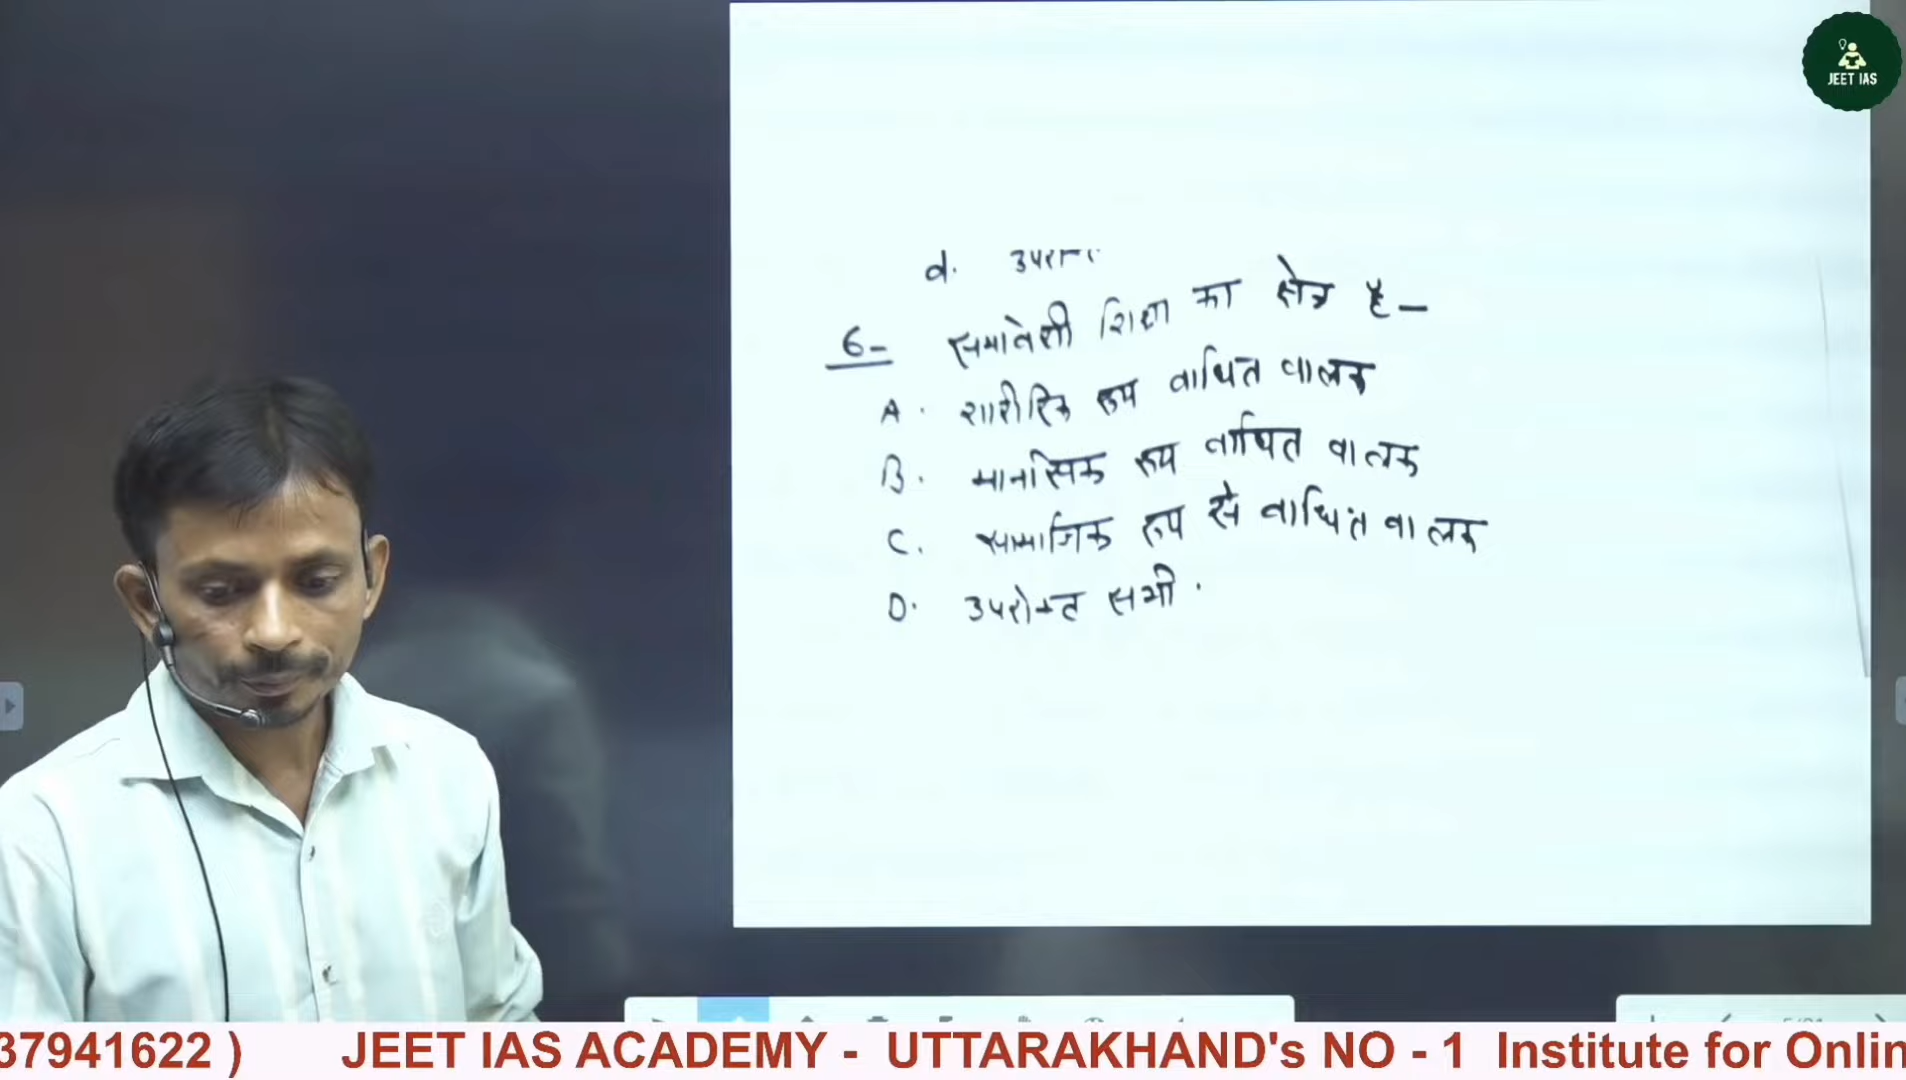 JEET IAS
d.
6- समावेशी शिक्षा का क्षेत्र है-
A. शारीरिक रूप बाधित बालक
B. मानसिक रूप बाधित बालक
C. सामाजिक रूप से बाधित बालक
D. उपरोक्त सभी.
37941622 ) JEET IAS ACADEMY - UTTARAKHAND's NO - 1 Institute for Onlin